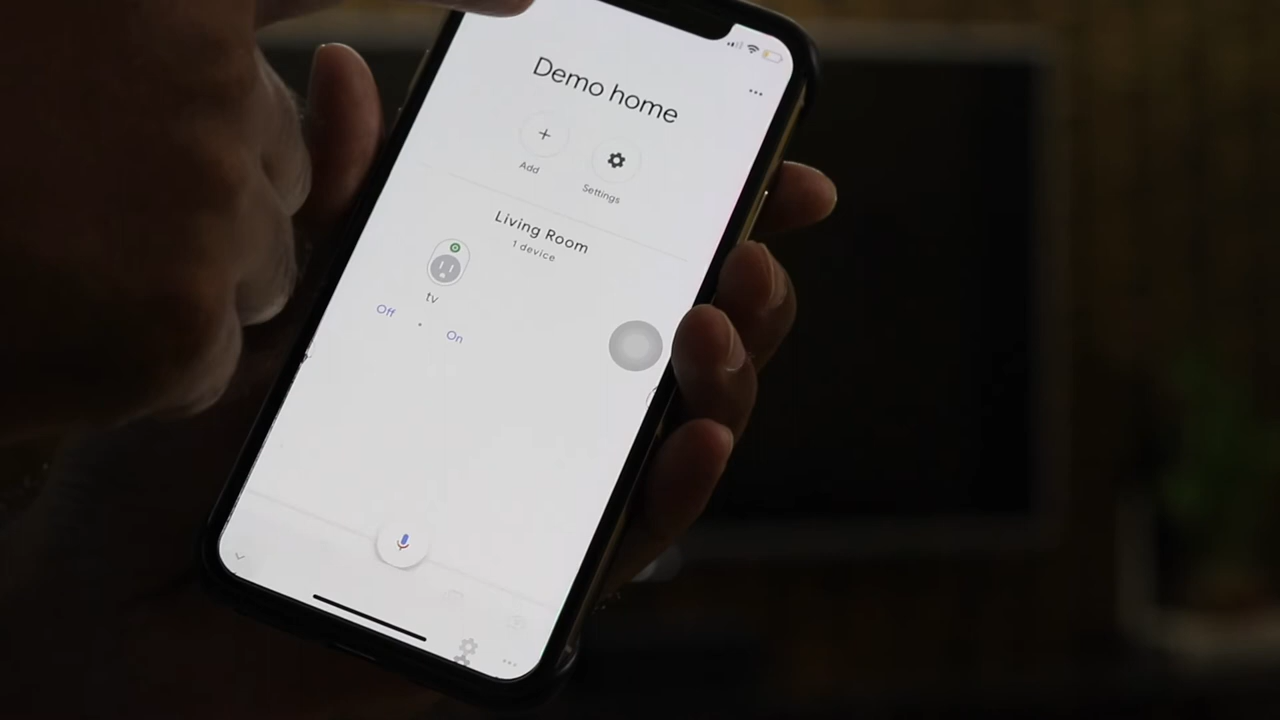 Demo home
Add
Settings
Living Room
1 device
tv
Off
On